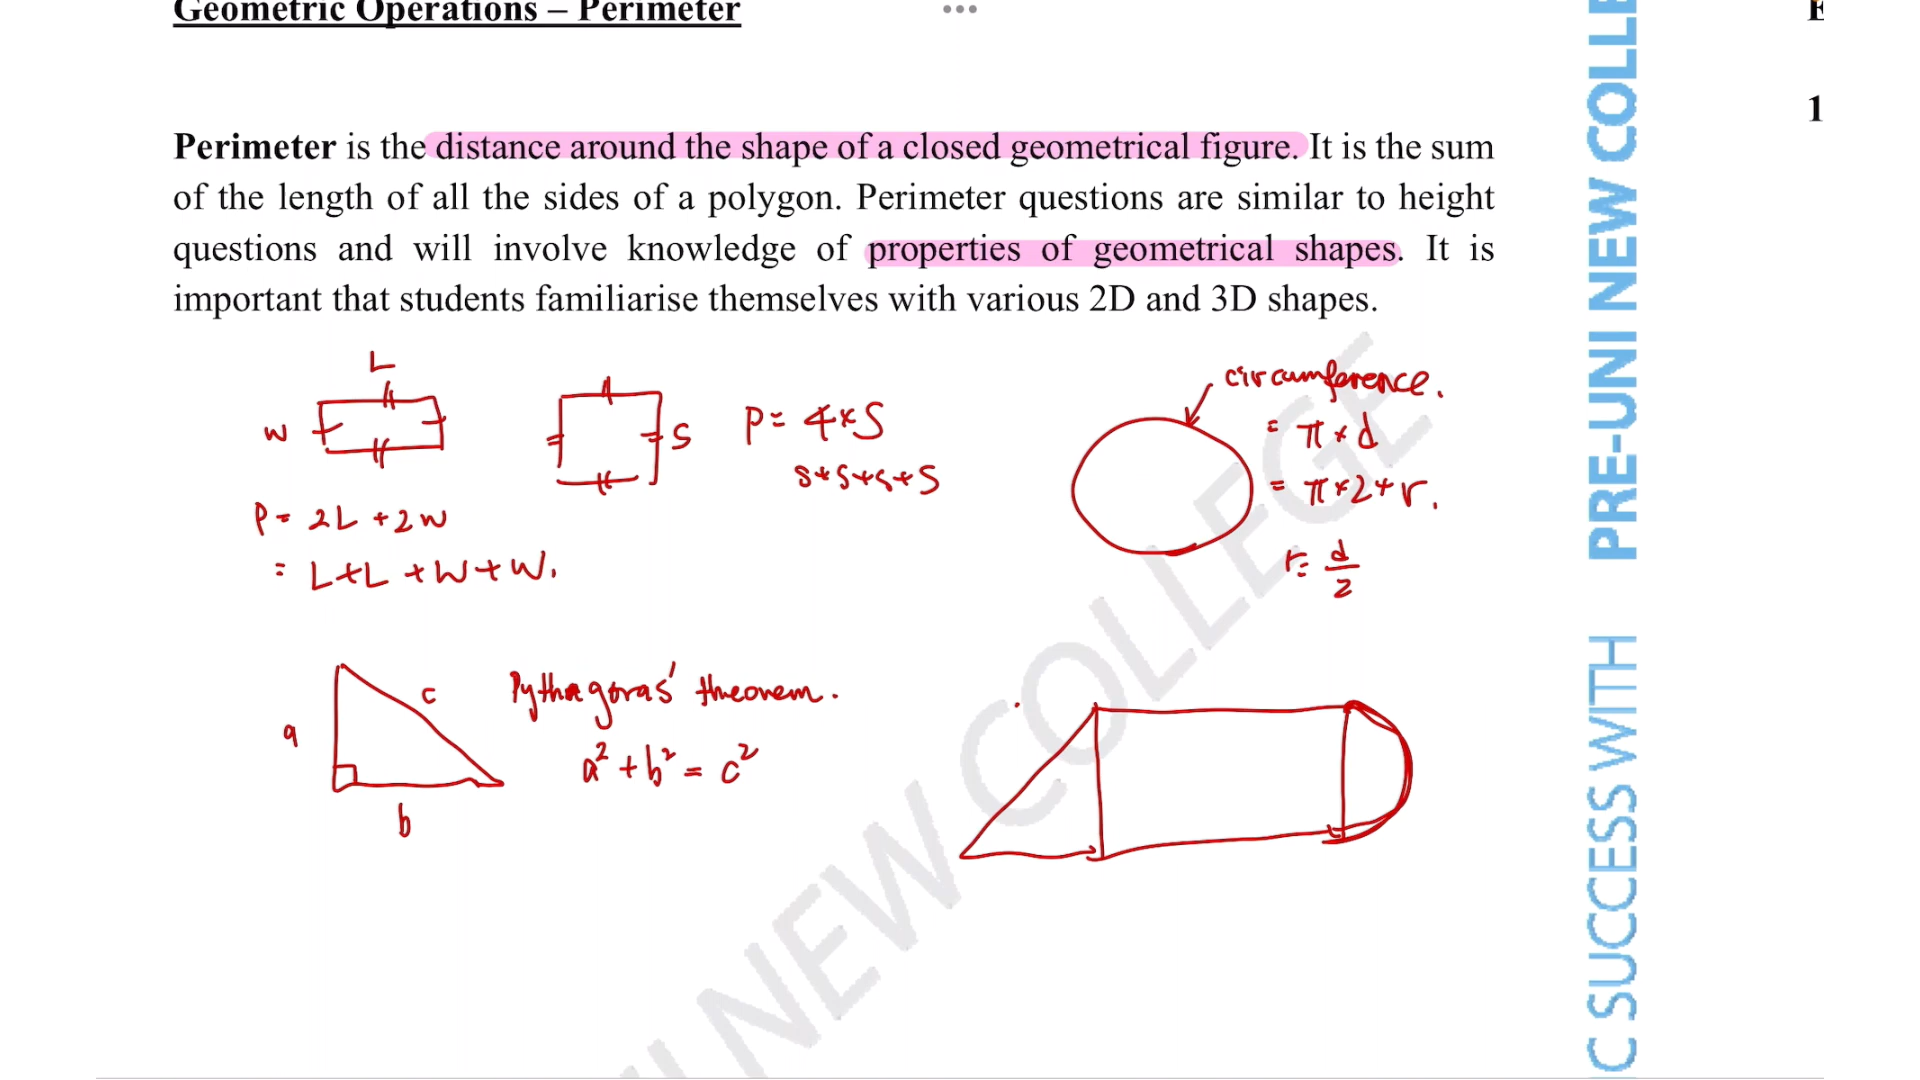 Geometric Operations – Perimeter
Perimeter is the distance around the shape of a closed geometrical figure. It is the sum
of the length of all the sides of a polygon. Perimeter questions are similar to height
questions and will involve knowledge of properties of geometrical shapes. It is
important that students familiarise themselves with various 2D and 3D shapes.
L
w
P = 2L + 2w
= L+L + W + W.
s
P = 4×S
S+S+S+S
circumference.
= π × d
= π × 2 × r.
r = d/2
a
c
b
Pythagoras' theorem.
a² + b² = c²
1
PRE-UNI NEW COLLE
C SUCCESS WITH
NEW COLLEGE